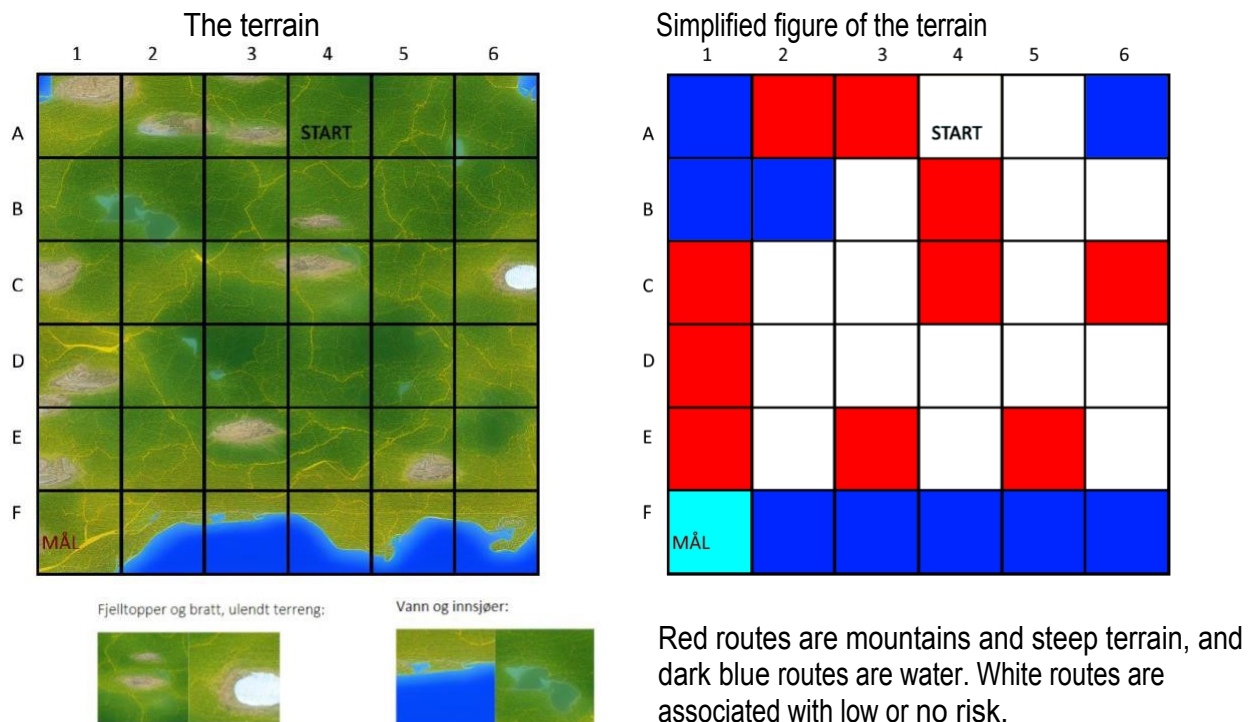 The terrain
1 2 3 4 5 6
A START
B
C
D
E
F
MÅL
Fjelltopper og bratt, ulendt terreng:
Vann og innsjøer:
Simplified figure of the terrain
1 2 3 4 5 6
A START
B
C
D
E
F
MÅL
Red routes are mountains and steep terrain, and
dark blue routes are water. White routes are
associated with low or no risk.